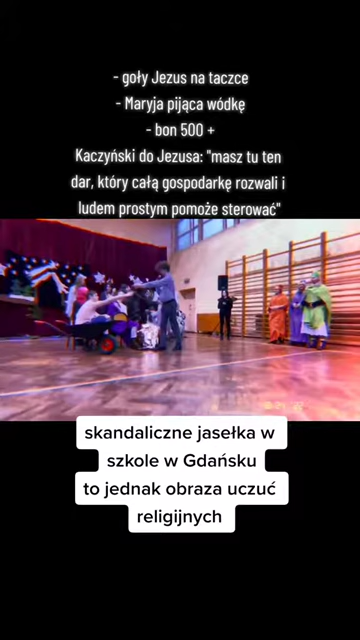 - goły Jezus na taczce
- Maryja pijąca wódkę
- bon 500 +
Kaczyński do Jezusa: "masz tu ten
dar, który całą gospodarkę rozwali i
ludem prostym pomoże sterować"
skandaliczne jasełka w
szkole w Gdańsku
to jednak obraza uczuć
religijnych